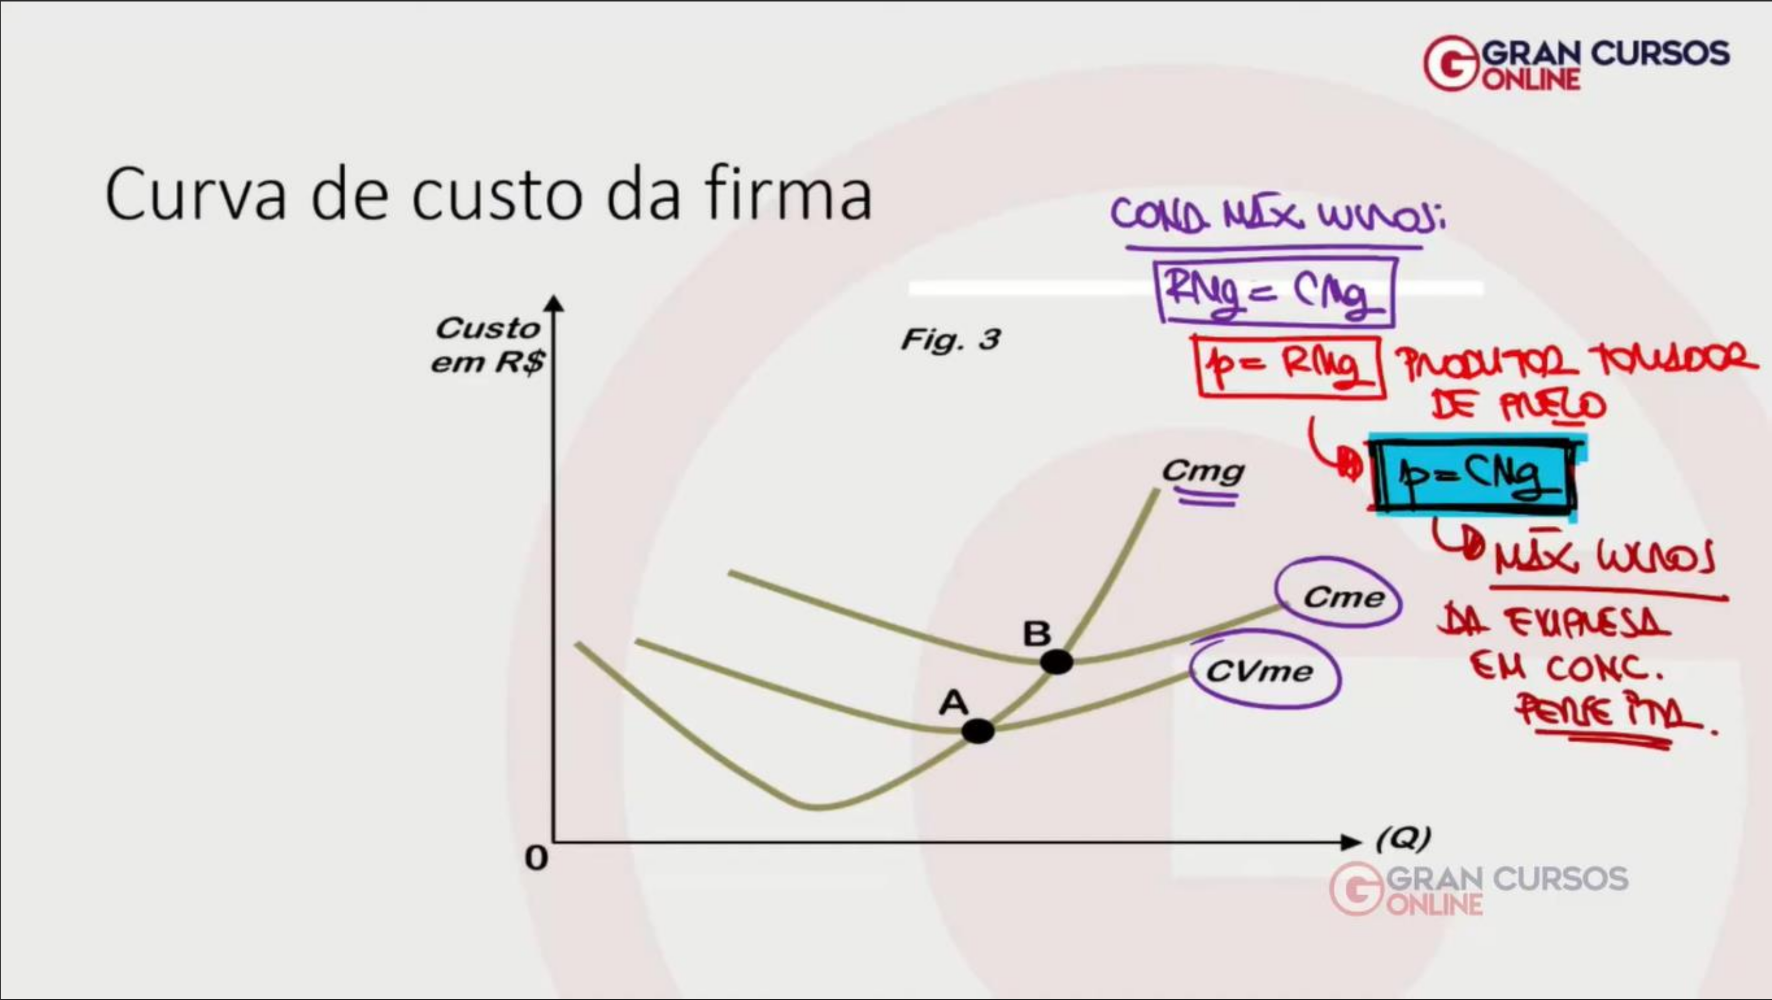 GRAN CURSOS
ONLINE
Curva de custo da firma
COND. MÁX. LUCROS:
RMg = CMg
p = RMg
PRODUTOR TOMADOR
DE PREÇO
p = CMg
MÁX. LUCROS
DA EMPRESA
EM CONC.
PERFEITA.
Custo
em R$
Fig. 3
Cmg
Cme
B
CVme
A
0
(Q)
GRAN CURSOS
ONLINE